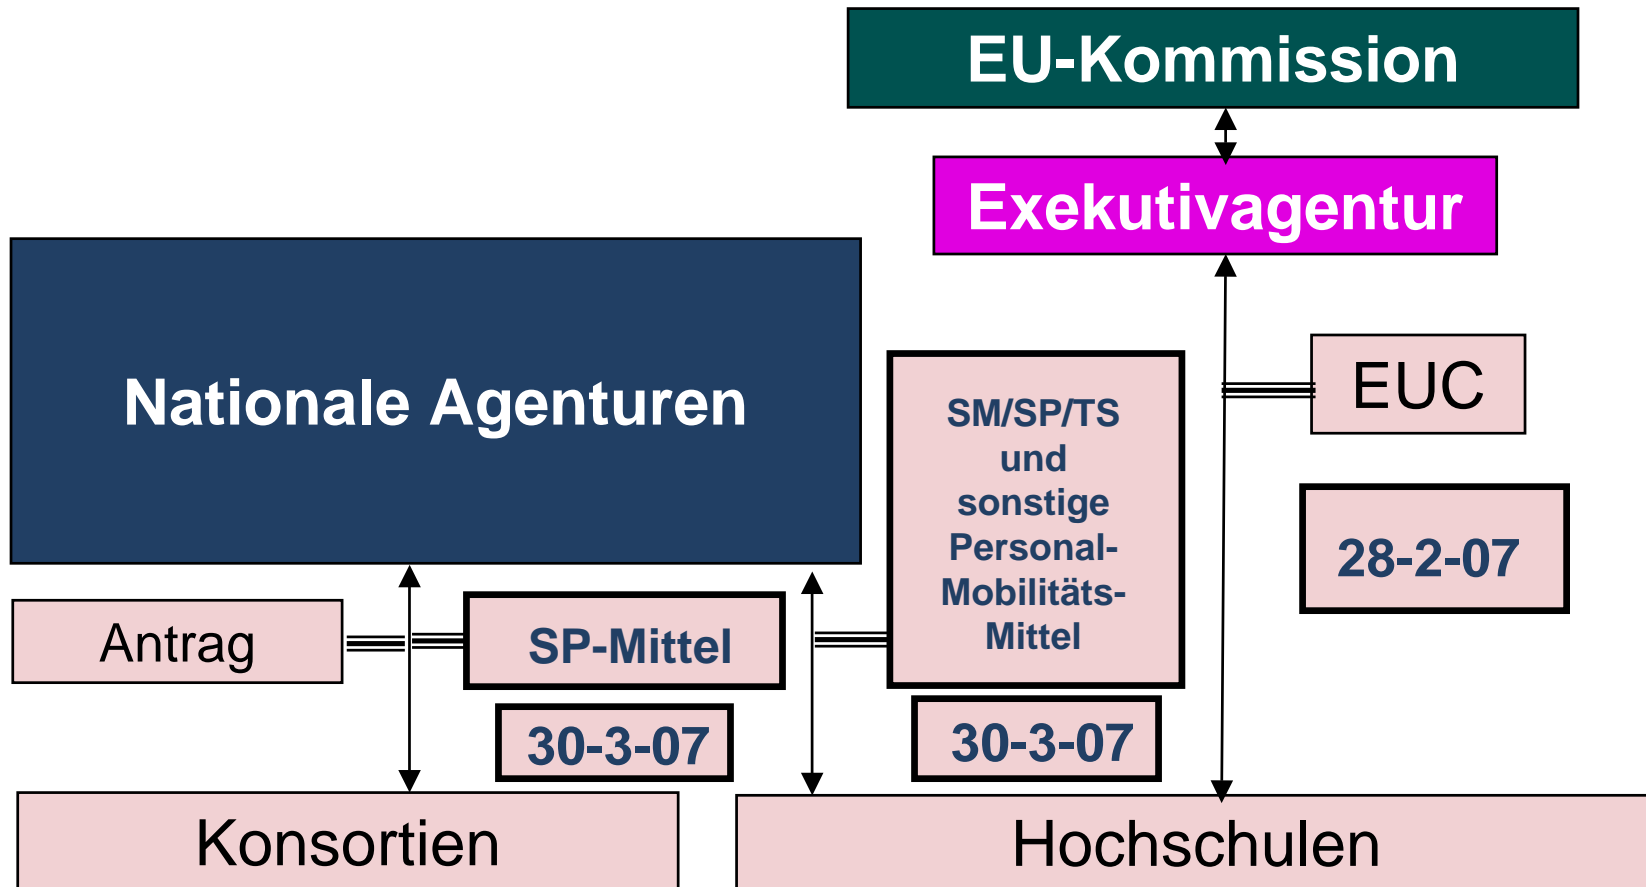 EU-Kommission
Exekutivagentur
Nationale Agenturen
SM/SP/TS
und
sonstige
Personal-
Mobilitäts-
Mittel
EUC
28-2-07
Antrag
SP-Mittel
30-3-07
30-3-07
Konsortien
Hochschulen